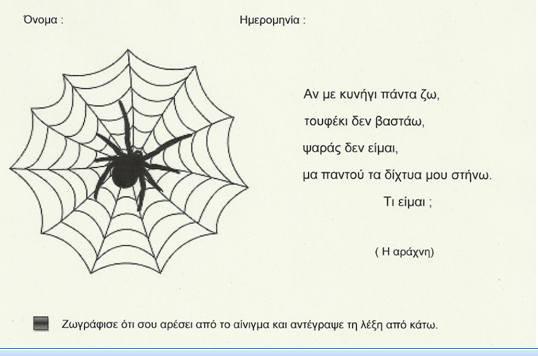 Όνομα :
Ημερομηνία :
Αν με κυνήγι πάντα ζω,
τουφέκι δεν βαστάω,
ψαράς δεν είμαι,
μα παντού τα δίχτυα μου στήνω.
Τι είμαι ;
( Η αράχνη)
Ζωγράφισε ότι σου αρέσει από το αίνιγμα και αντέγραψε τη λέξη από κάτω.